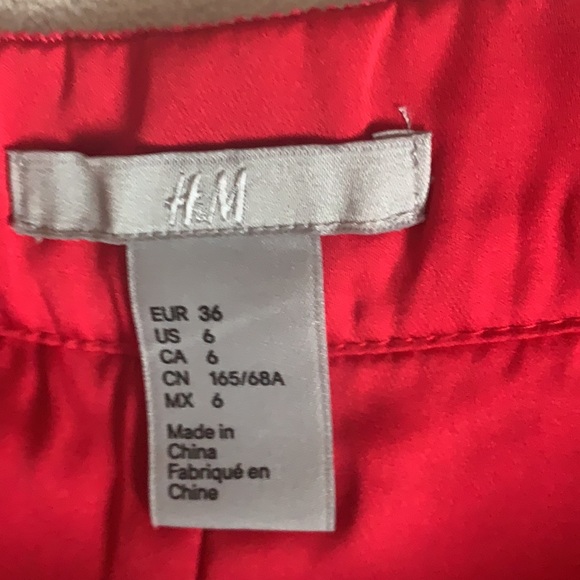 H&M
EUR 36
US 6
CA 6
CN 165/68A
MX 6
Made in
China
Fabriqué en
Chine